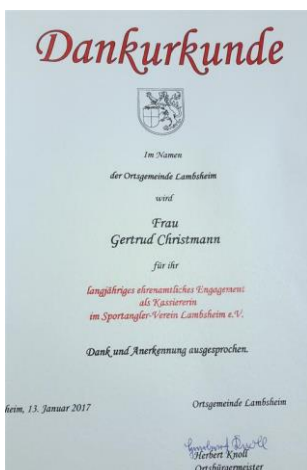 Dankurkunde
Im Namen
der Ortsgemeinde Lambsheim
wird
Frau
Gertrud Christmann
für ihr
langjähriges ehrenamtliches Engagement
als Kassiererin
im Sportangler-Verein Lambsheim e.V.
Dank und Anerkennung ausgesprochen.
heim, 13. Januar 2017
Ortsgemeinde Lambsheim
Herbert Knoll
Ortsbürgermeister